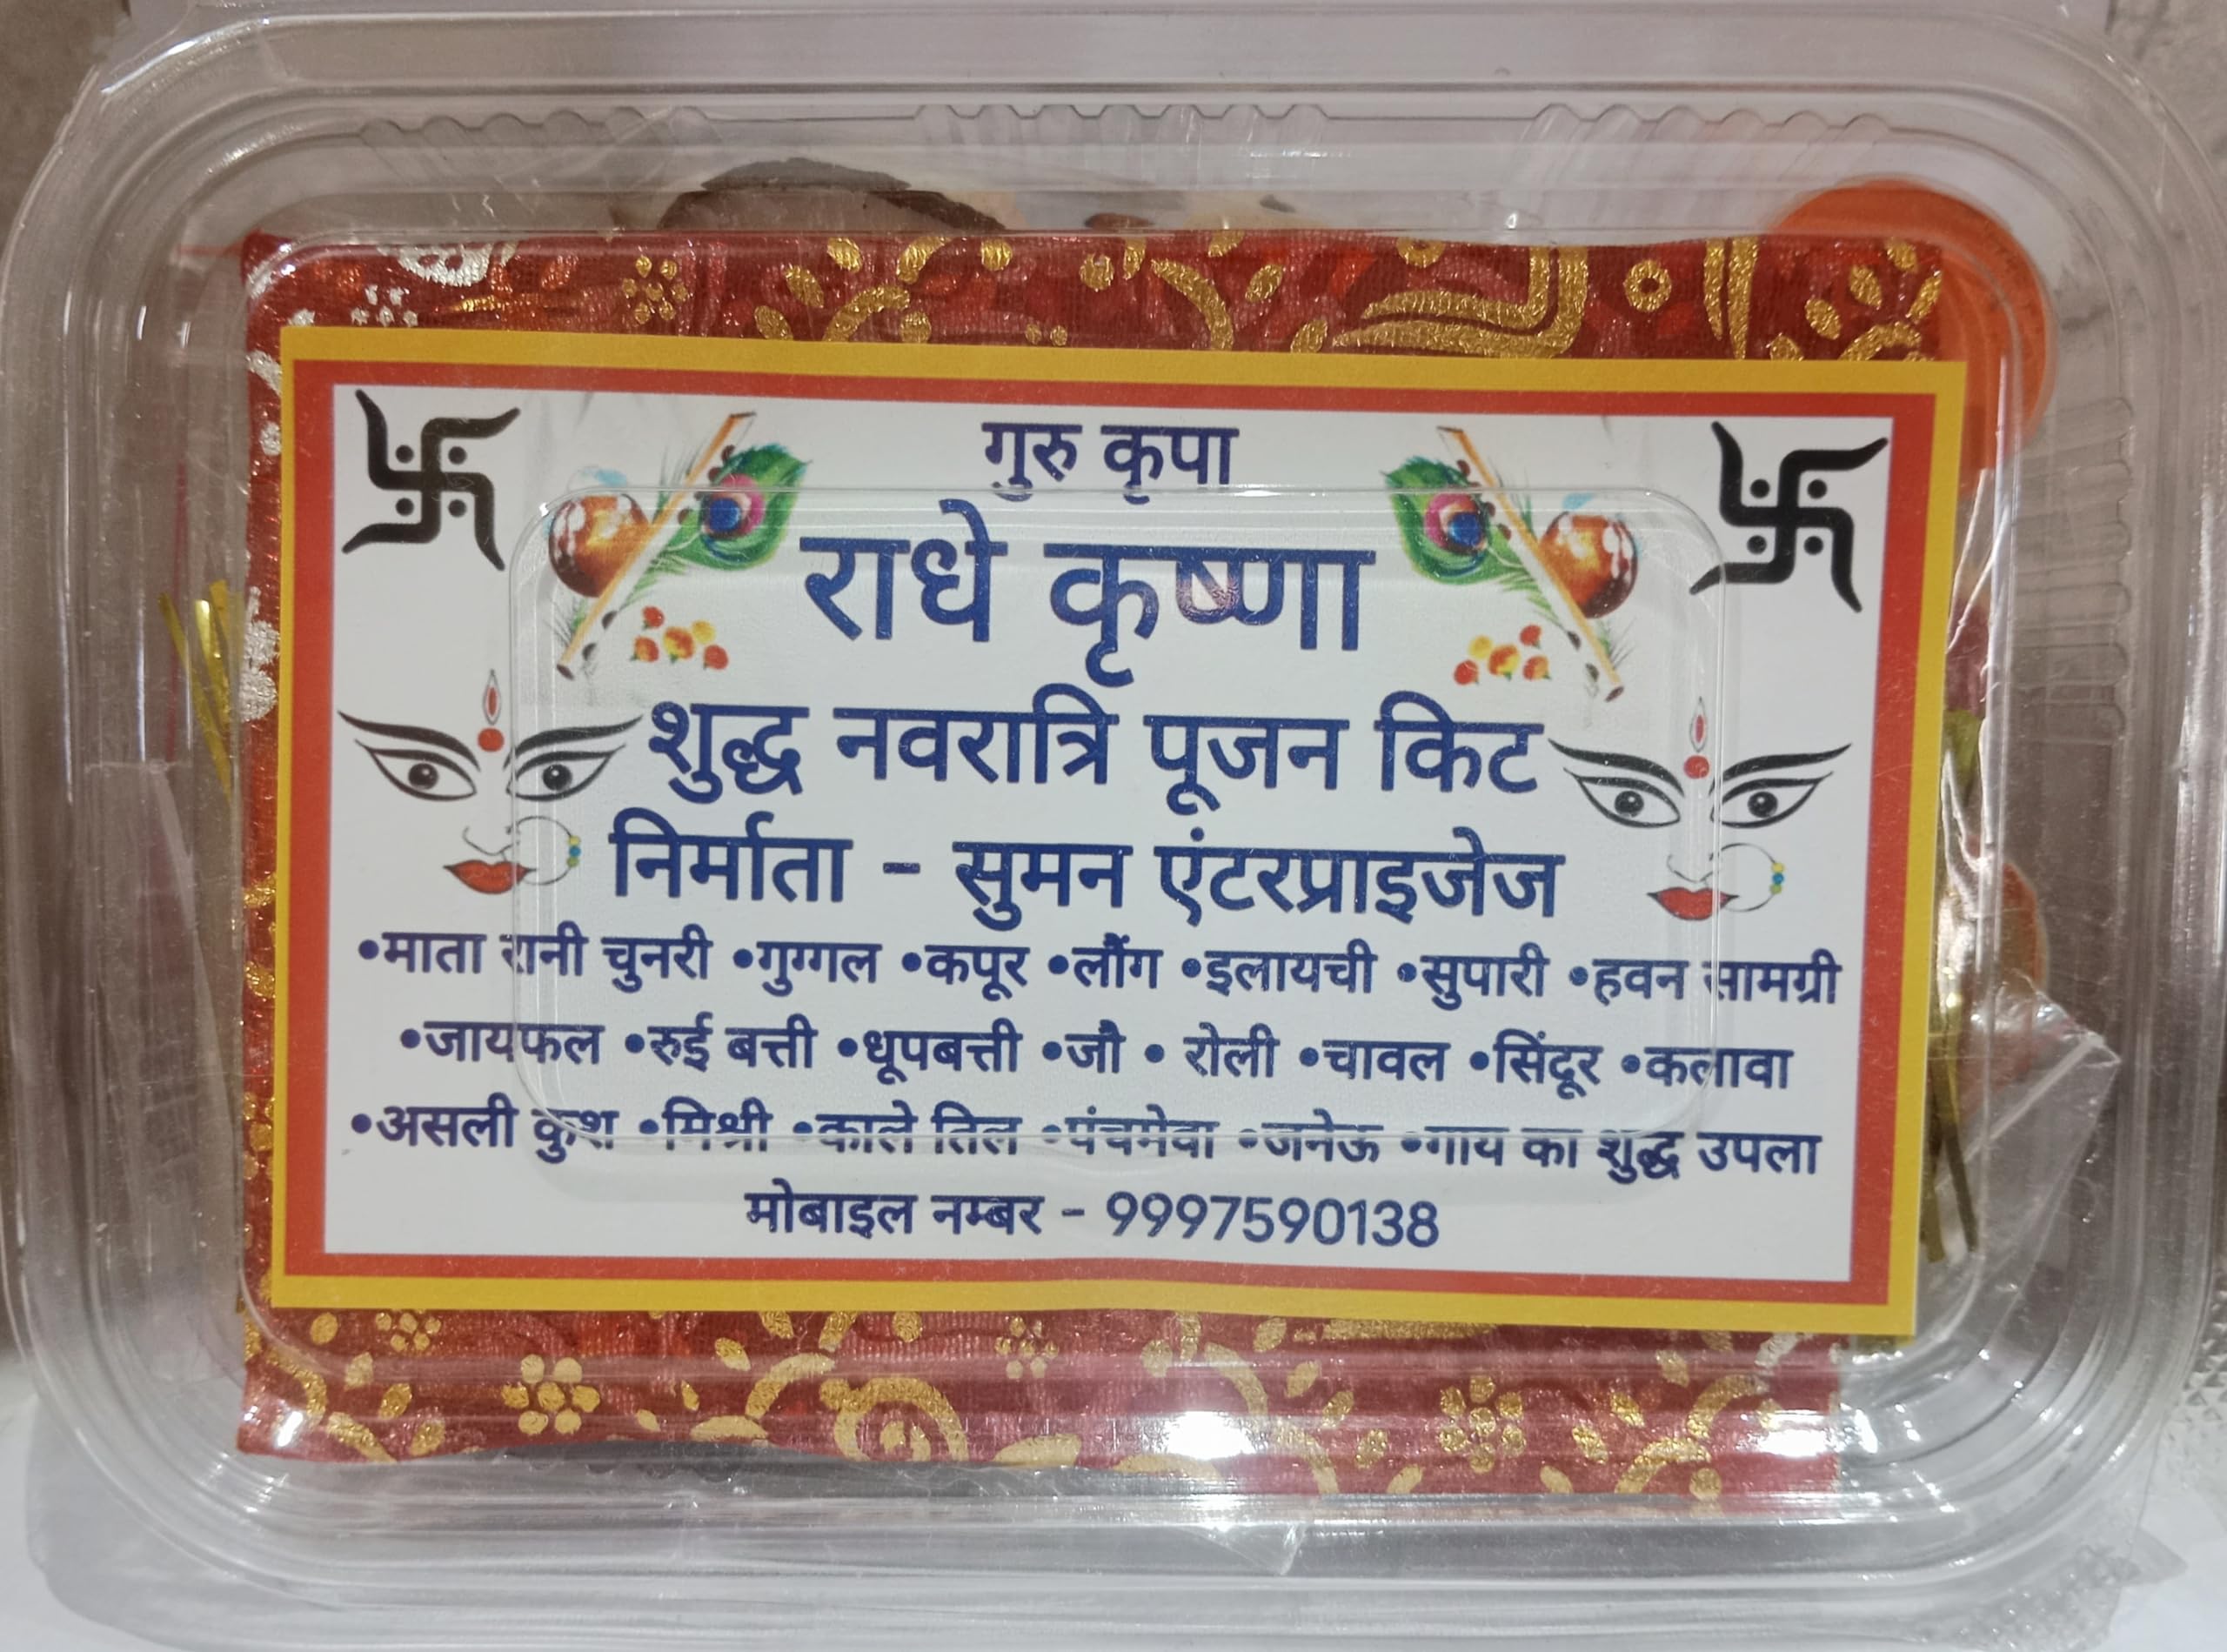 गुरु कृपा
राधे कृष्णा
शुद्ध नवरात्रि पूजन किट
निर्माता - सुमन एंटरप्राइजेज
•माता रानी चुनरी •गुग्गल •कपूर •लौंग •इलायची •सुपारी •हवन सामग्री
•जायफल •रुई बत्ती •धूपबत्ती •जौ • रोली •चावल •सिंदूर •कलावा
•असली कुश •मिश्री •काले तिल •पंचमेवा •जनेऊ •गाय का शुद्ध उपला
मोबाइल नम्बर - 9997590138